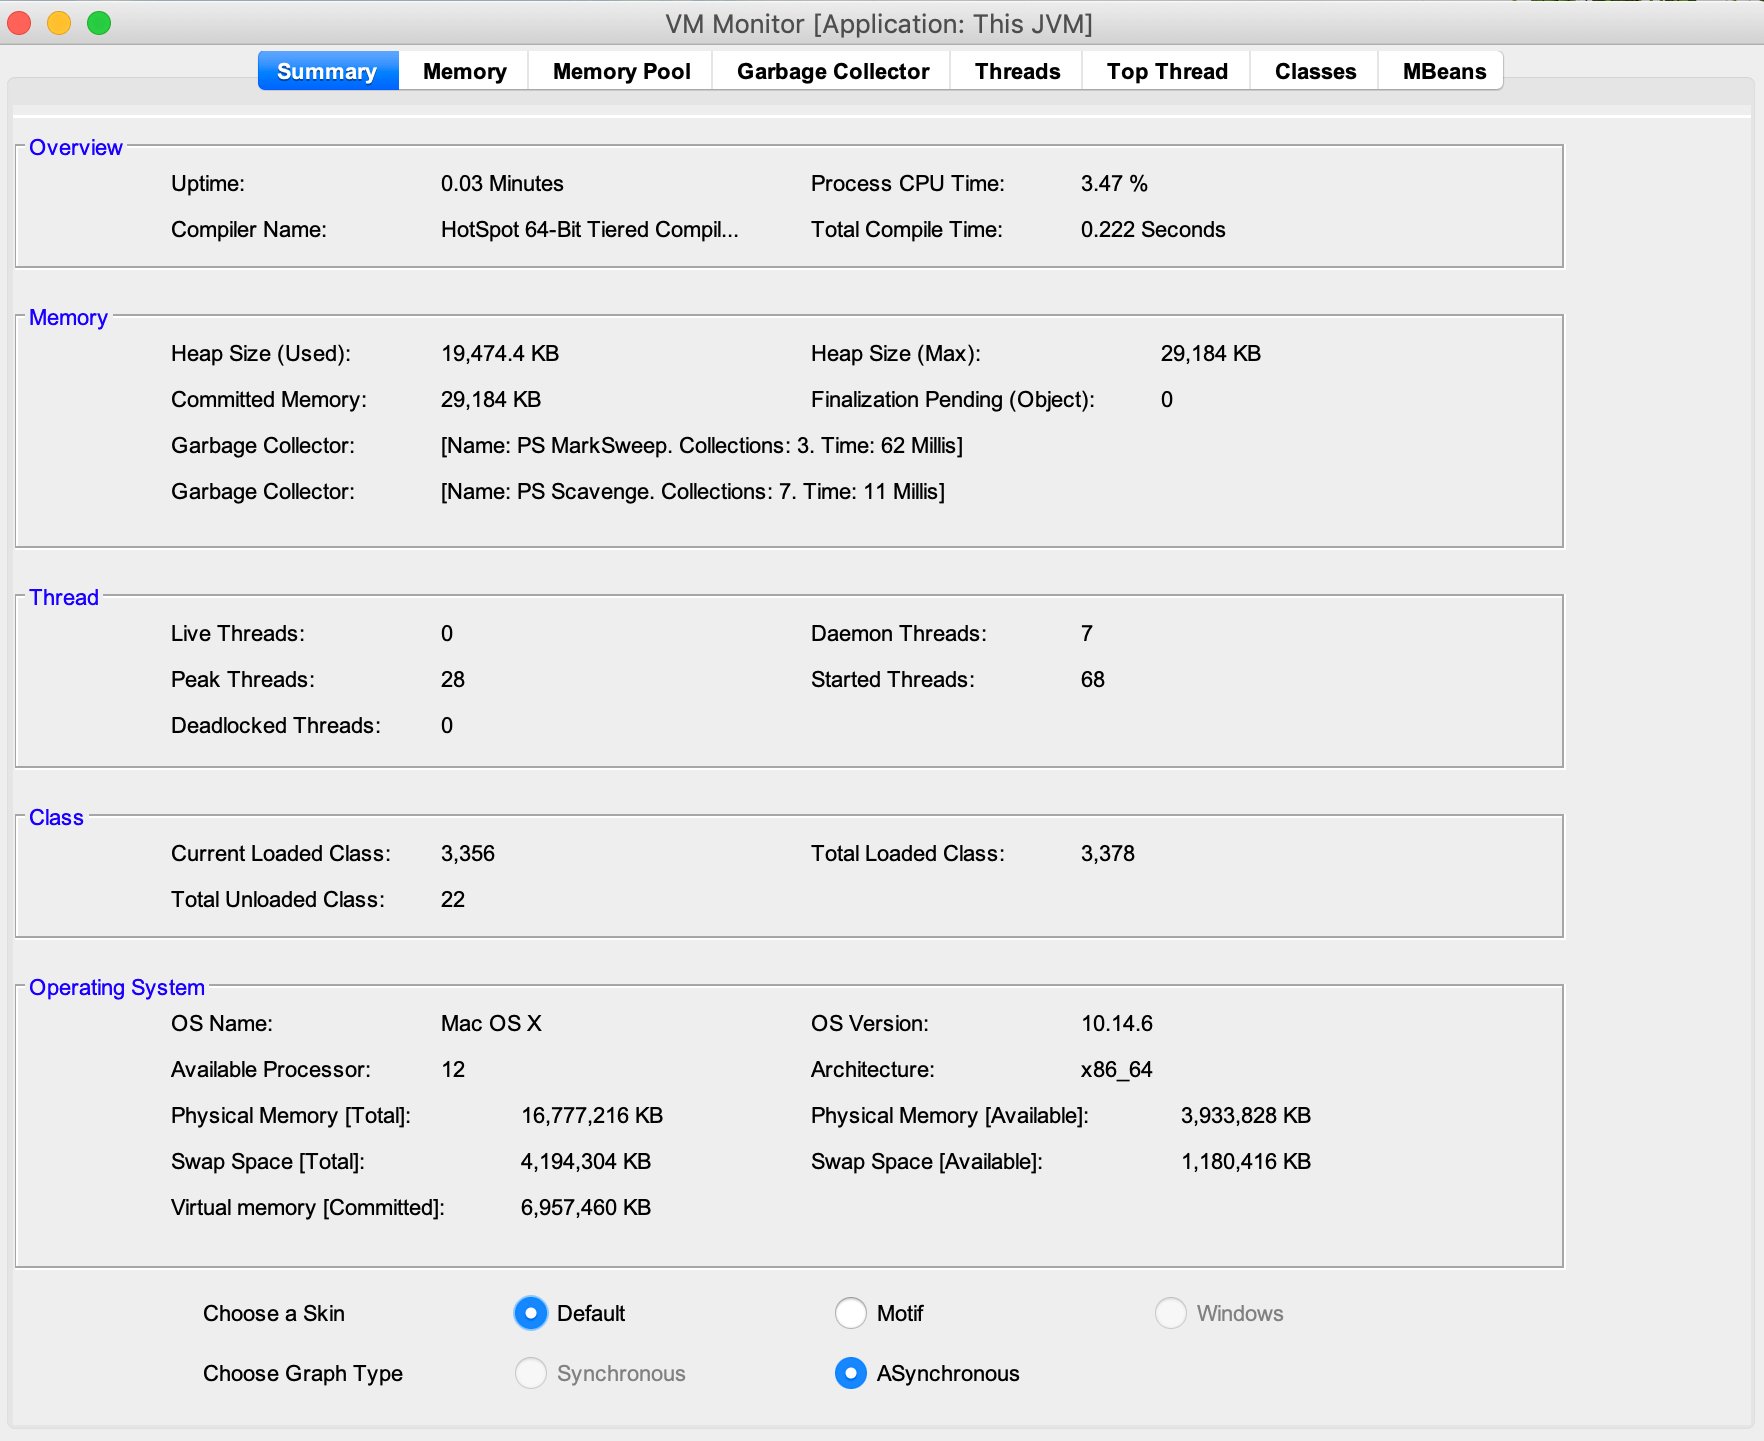 VM Monitor [Application: This JVM]
Summary Memory Memory Pool Garbage Collector Threads Top Thread Classes MBeans
Overview
Uptime: 0.03 Minutes Process CPU Time: 3.47 %
Compiler Name: HotSpot 64-Bit Tiered Compil... Total Compile Time: 0.222 Seconds
Memory
Heap Size (Used): 19,474.4 KB Heap Size (Max): 29,184 KB
Committed Memory: 29,184 KB Finalization Pending (Object): 0
Garbage Collector: [Name: PS MarkSweep. Collections: 3. Time: 62 Millis]
Garbage Collector: [Name: PS Scavenge. Collections: 7. Time: 11 Millis]
Thread
Live Threads: 0 Daemon Threads: 7
Peak Threads: 28 Started Threads: 68
Deadlocked Threads: 0
Class
Current Loaded Class: 3,356 Total Loaded Class: 3,378
Total Unloaded Class: 22
Operating System
OS Name: Mac OS X OS Version: 10.14.6
Available Processor: 12 Architecture: x86_64
Physical Memory [Total]: 16,777,216 KB Physical Memory [Available]: 3,933,828 KB
Swap Space [Total]: 4,194,304 KB Swap Space [Available]: 1,180,416 KB
Virtual memory [Committed]: 6,957,460 KB
Choose a Skin Default Motif Windows
Choose Graph Type Synchronous ASynchronous